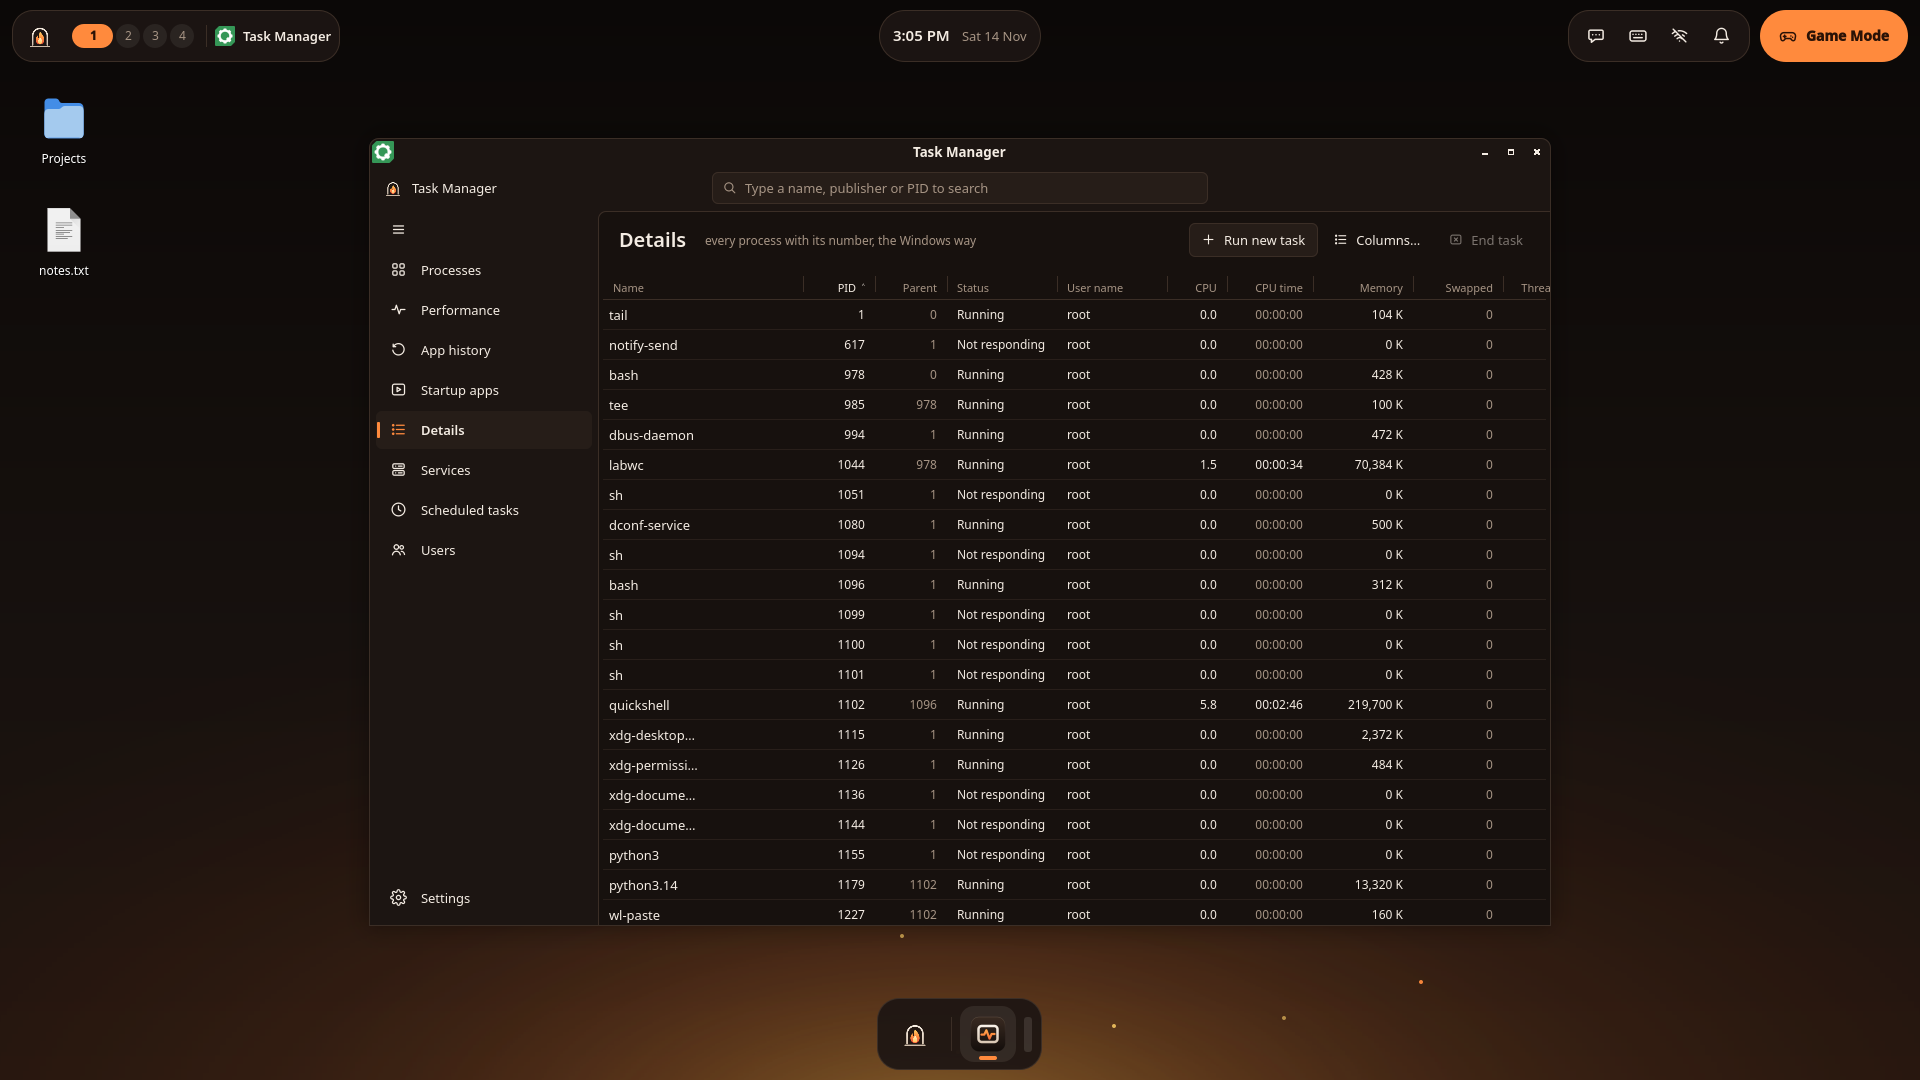 1 2 3 4 Task Manager
3:05 PM Sat 14 Nov
Game Mode
Projects
notes.txt
Task Manager
Task Manager
Type a name, publisher or PID to search
Processes
Performance
App history
Startup apps
Details
Services
Scheduled tasks
Users
Settings
Details every process with its number, the Windows way
Run new task Columns... End task
Name PID Parent Status User name CPU CPU time Memory Swapped Threa
tail 1 0 Running root 0.0 00:00:00 104 K 0
notify-send 617 1 Not responding root 0.0 00:00:00 0 K 0
bash 978 0 Running root 0.0 00:00:00 428 K 0
tee 985 978 Running root 0.0 00:00:00 100 K 0
dbus-daemon 994 1 Running root 0.0 00:00:00 472 K 0
labwc 1044 978 Running root 1.5 00:00:34 70,384 K 0
sh 1051 1 Not responding root 0.0 00:00:00 0 K 0
dconf-service 1080 1 Running root 0.0 00:00:00 500 K 0
sh 1094 1 Not responding root 0.0 00:00:00 0 K 0
bash 1096 1 Running root 0.0 00:00:00 312 K 0
sh 1099 1 Not responding root 0.0 00:00:00 0 K 0
sh 1100 1 Not responding root 0.0 00:00:00 0 K 0
sh 1101 1 Not responding root 0.0 00:00:00 0 K 0
quickshell 1102 1096 Running root 5.8 00:02:46 219,700 K 0
xdg-desktop... 1115 1 Running root 0.0 00:00:00 2,372 K 0
xdg-permissi... 1126 1 Running root 0.0 00:00:00 484 K 0
xdg-docume... 1136 1 Not responding root 0.0 00:00:00 0 K 0
xdg-docume... 1144 1 Not responding root 0.0 00:00:00 0 K 0
python3 1155 1 Not responding root 0.0 00:00:00 0 K 0
python3.14 1179 1102 Running root 0.0 00:00:00 13,320 K 0
wl-paste 1227 1102 Running root 0.0 00:00:00 160 K 0